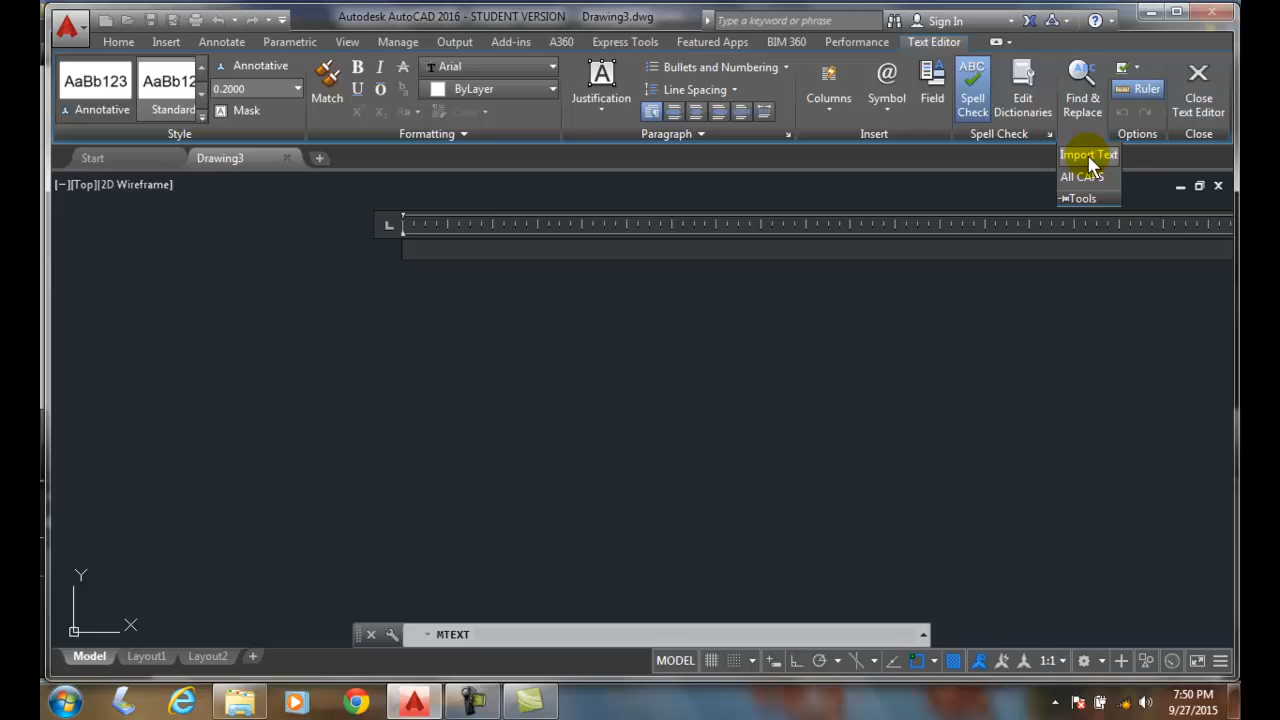 Autodesk AutoCAD 2016 - STUDENT VERSION Drawing3.dwg
Type a keyword or phrase
Sign In
Home Insert Annotate Parametric View Manage Output Add-ins A360 Express Tools Featured Apps BIM 360 Performance Text Editor
AaBb123
AaBb12
Annotative
Standard
Annotative
0.2000
Mask
Style
Match
B I A
U O
Arial
ByLayer
Formatting
Justification
Bullets and Numbering
Line Spacing
Paragraph
Columns
@
Symbol
Field
Insert
ABC
Spell
Check
Edit
Dictionaries
Spell Check
ABC
Find &
Replace
Ruler
Options
Close
Text Editor
Close
Start
Drawing3
Import Text
All CAPS
Tools
[−][Top][2D Wireframe]
Y
X
MTEXT
Model Layout1 Layout2
MODEL
1:1
7:50 PM
9/27/2015